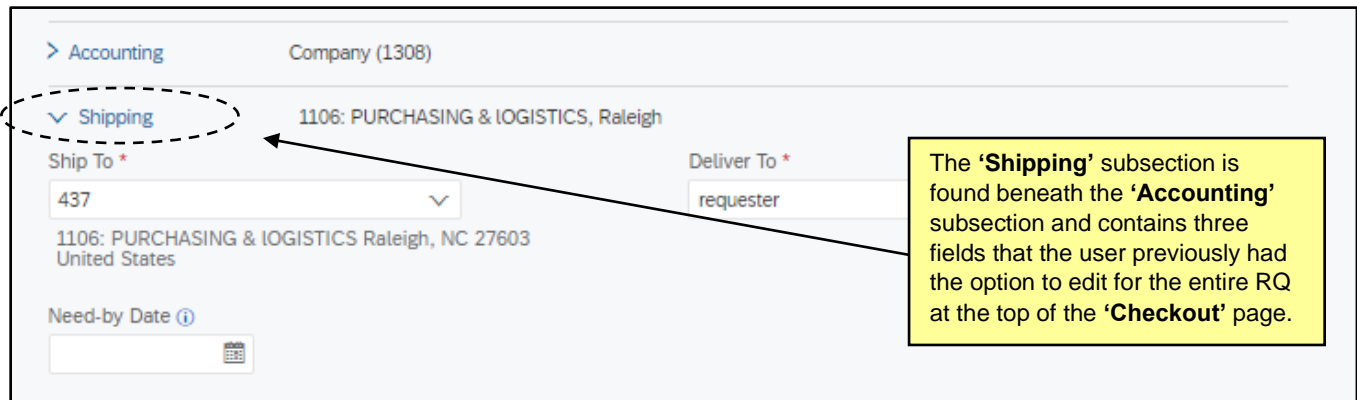 Accounting Company (1308)
Shipping 1106: PURCHASING & lOGISTICS, Raleigh
Ship To * Deliver To *
437 requester
1106: PURCHASING & lOGISTICS Raleigh, NC 27603
United States
Need-by Date
The ‘Shipping’ subsection is
found beneath the ‘Accounting’
subsection and contains three
fields that the user previously had
the option to edit for the entire RQ
at the top of the ‘Checkout’ page.